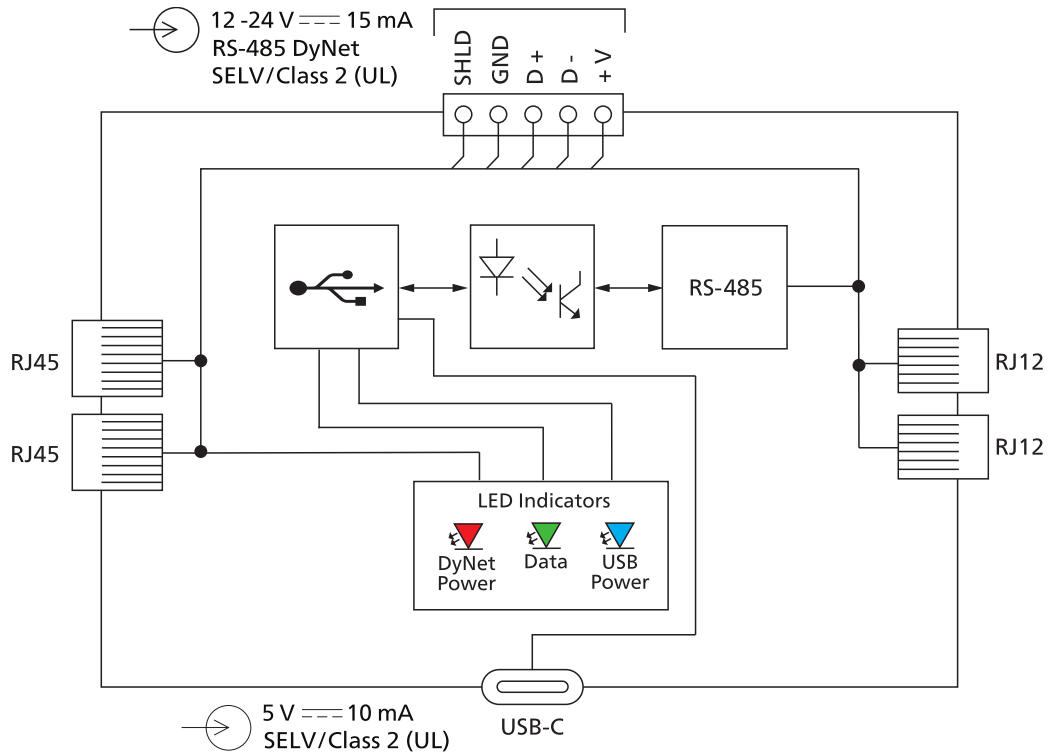 12 -24 V 15 mA
RS-485 DyNet
SELV/Class 2 (UL)
SHLD
GND
D +
D -
+ V
RS-485
RJ45
RJ45
RJ12
RJ12
LED Indicators
DyNet
Power
Data
USB
Power
5 V 10 mA
SELV/Class 2 (UL)
USB-C